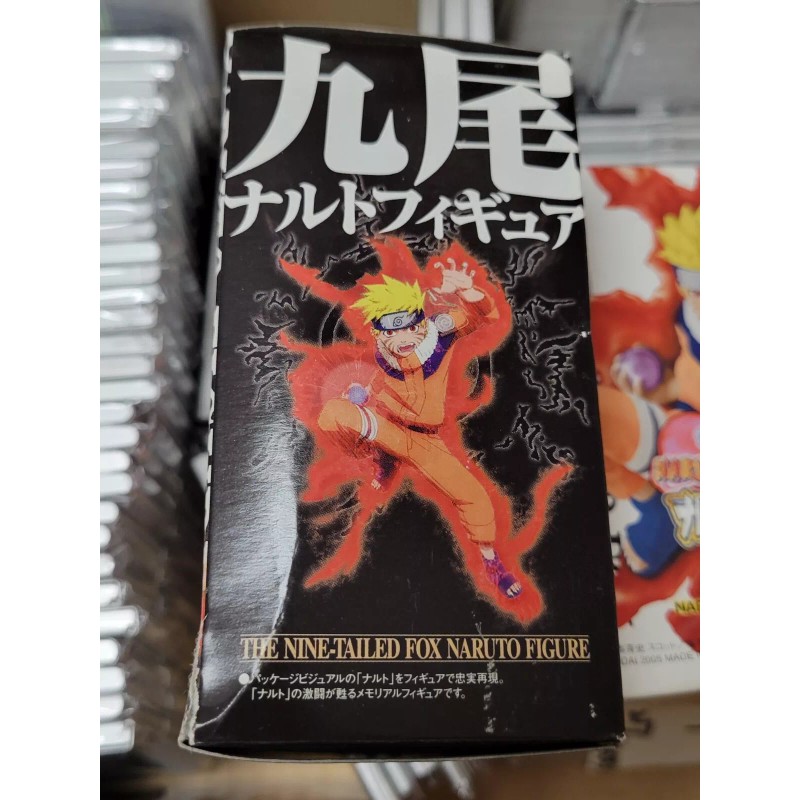 九尾
ナルトフィギュア
THE NINE-TAILED FOX NARUTO FIGURE
●パッケージビジュアルの「ナルト」をフィギュアで忠実再現。
「ナルト」の激闘が甦るメモリアルフィギュアです。